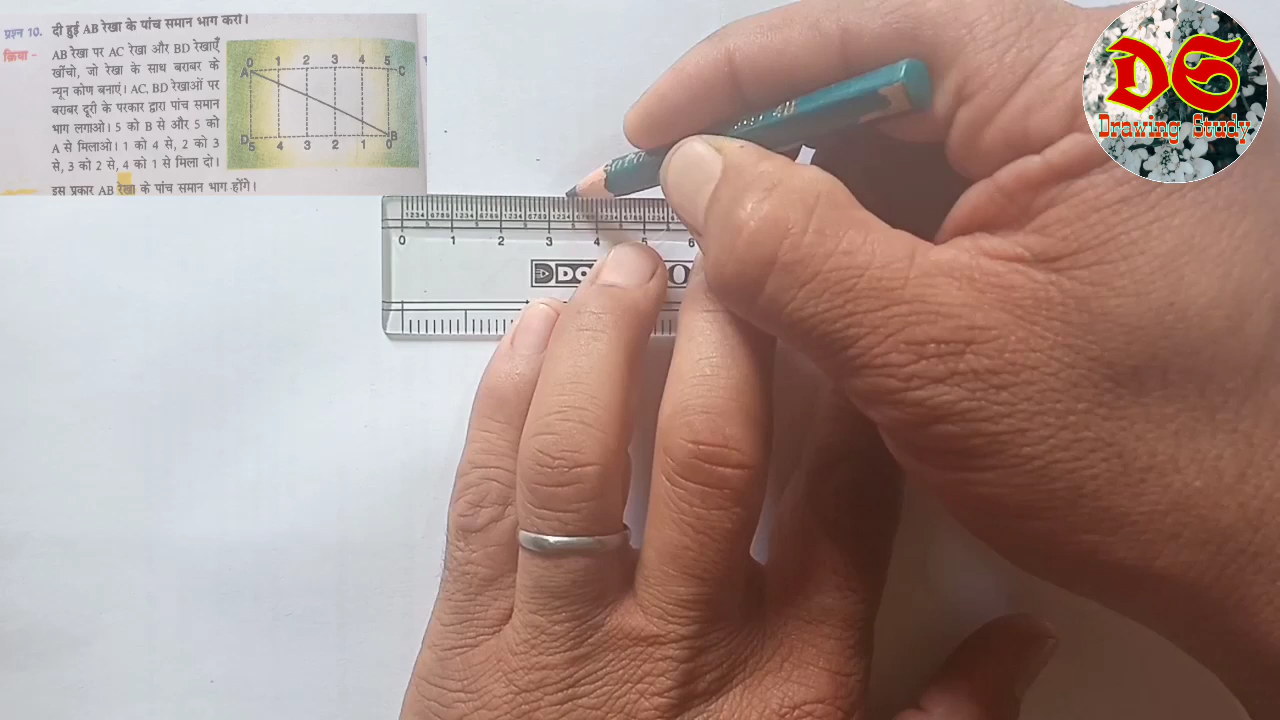 प्रश्न 10. दी हुई AB रेखा के पांच समान भाग करो।
क्रिया - AB रेखा पर AC रेखा और BD रेखाएँ
खींचो, जो रेखा के साथ बराबर के
न्यून कोण बनाएं। AC, BD रेखाओं पर
बराबर दूरी के परकार द्वारा पांच समान
भाग लगाओ। 5 को B से और 5 को
A से मिलाओ। 1 को 4 से, 2 को 3
से, 3 को 2 से, 4 को 1 से मिला दो।
इस प्रकार AB रेखा के पांच समान भाग होंगे।
0 1 2 3 4 5
A C
D B
5 4 3 2 1 0
DS
Drawing Study
0 1 2 3 4 5 6